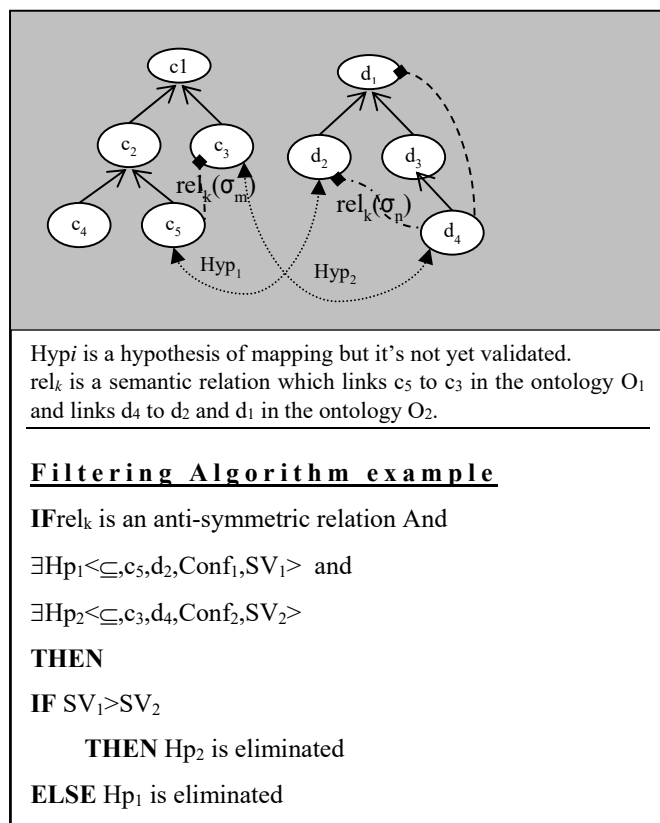 c1
d₁
c₂
c₃
d₂
d₃
relₖ(σₘ)
relₖ(σₙ)
c₄
c₅
d₄
Hyp₁
Hyp₂
Hypi is a hypothesis of mapping but it's not yet validated.
relₖ is a semantic relation which links c₅ to c₃ in the ontology O₁
and links d₄ to d₂ and d₁ in the ontology O₂.
Filtering Algorithm example
IFrelₖ is an anti-symmetric relation And
∃Hp₁<⊆,c₅,d₂,Conf₁,SV₁> and
∃Hp₂<⊆,c₃,d₄,Conf₂,SV₂>
THEN
IF SV₁>SV₂
THEN Hp₂ is eliminated
ELSE Hp₁ is eliminated